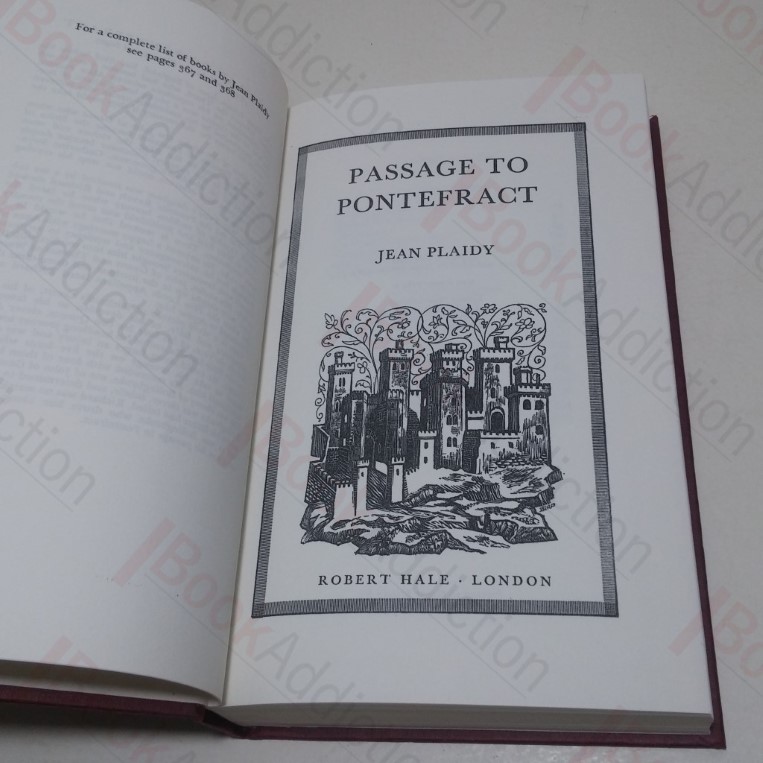 For a complete list of books by Jean Plaidy
see pages 367 and 368
PASSAGE TO
PONTEFRACT
JEAN PLAIDY
ROBERT HALE · LONDON
BookAddiction